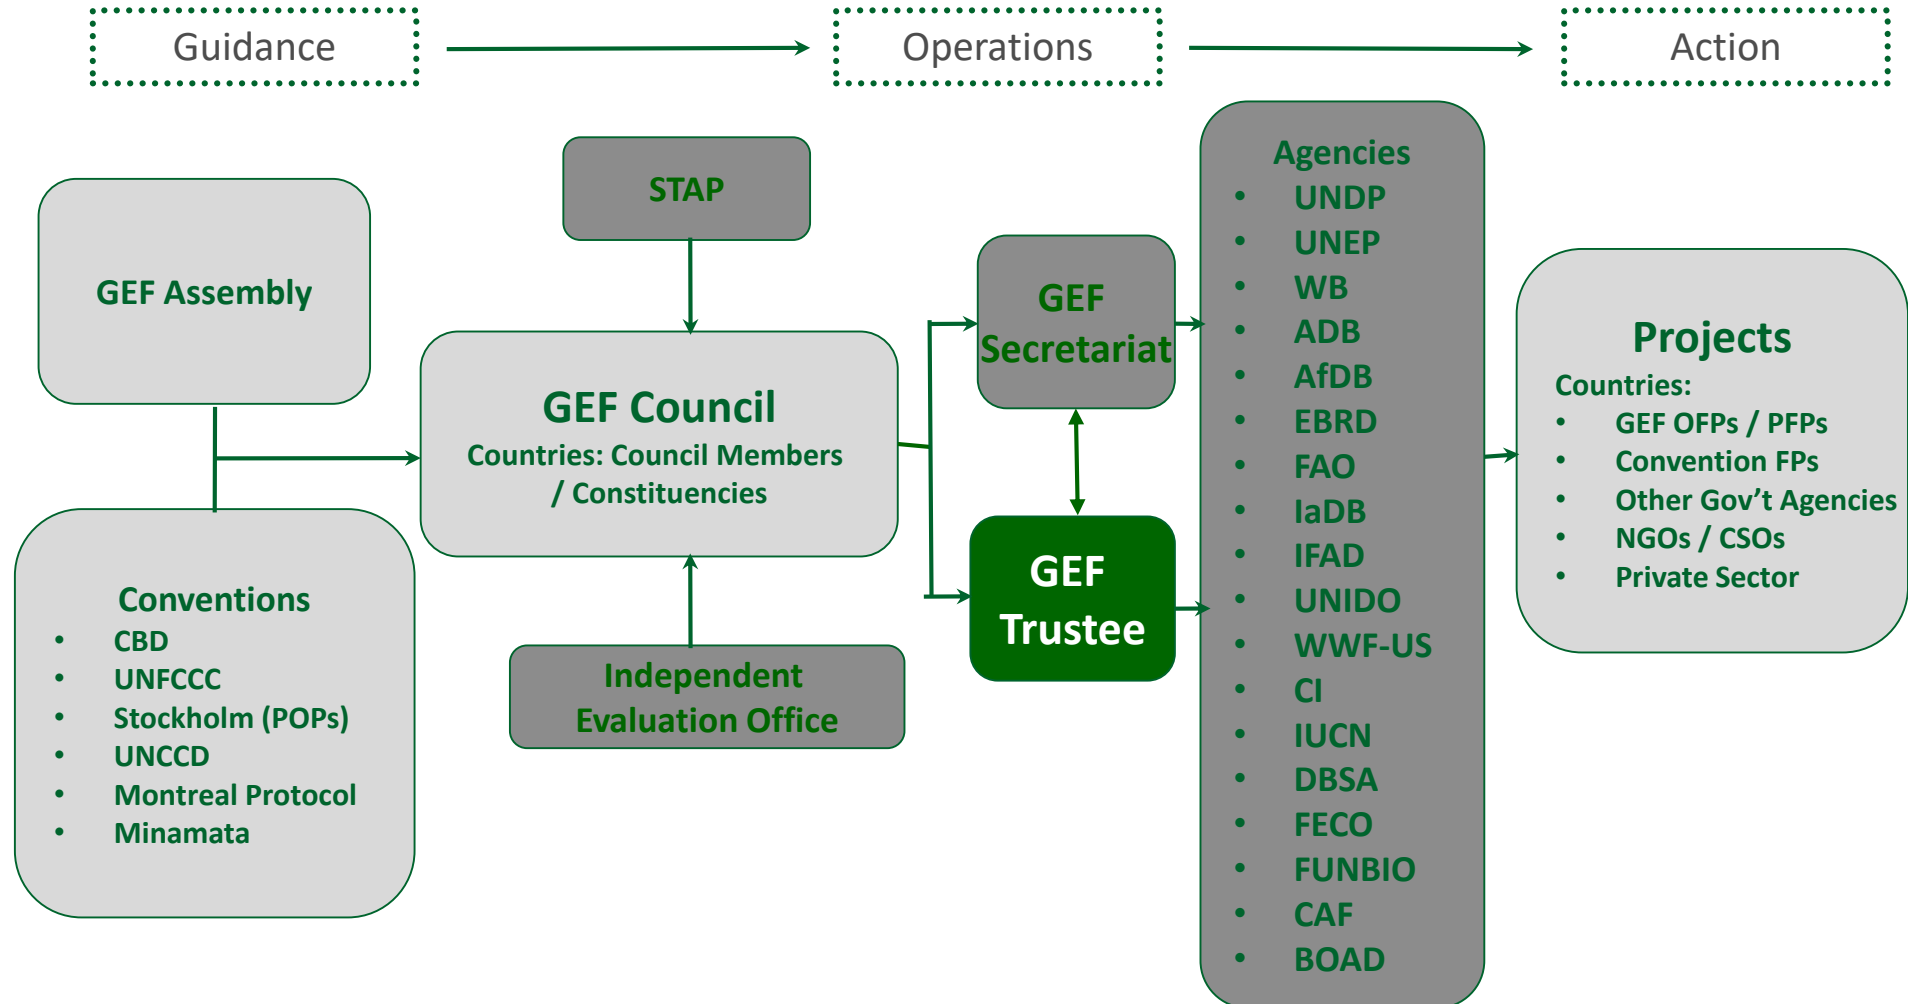 Guidance
Operations
Action
GEF Assembly
Conventions
• CBD
• UNFCCC
• Stockholm (POPs)
• UNCCD
• Montreal Protocol
• Minamata
STAP
GEF Council
Countries: Council Members
/ Constituencies
Independent
Evaluation Office
GEF
Secretariat
GEF
Trustee
Agencies
• UNDP
• UNEP
• WB
• ADB
• AfDB
• EBRD
• FAO
• IaDB
• IFAD
• UNIDO
• WWF-US
• CI
• IUCN
• DBSA
• FECO
• FUNBIO
• CAF
• BOAD
Projects
Countries:
• GEF OFPs / PFPs
• Convention FPs
• Other Gov’t Agencies
• NGOs / CSOs
• Private Sector